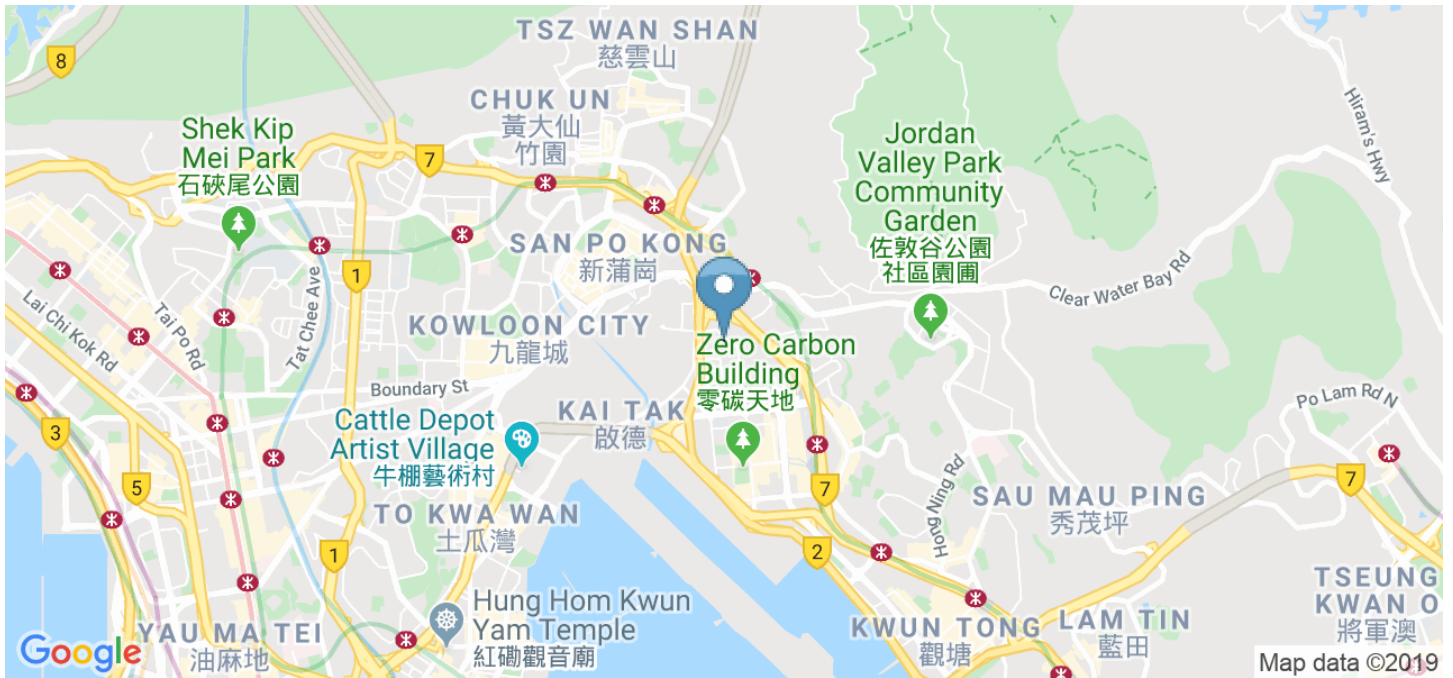 TSZ WAN SHAN
慈雲山
8
CHUK UN
黃大仙
竹園
Hiram's Hwy
Shek Kip
Mei Park
石硤尾公園
7
Jordan
Valley Park
Community
Garden
佐敦谷公園
社區園圃
SAN PO KONG
新蒲崗
1
Tat Chee Ave
Clear Water Bay Rd
Lai Chi Kok Rd
Tai Po Rd
KOWLOON CITY
九龍城
Zero Carbon
Building
零碳天地
Boundary St
Po Lam Rd N
KAI TAK
啟德
Cattle Depot
Artist Village
牛棚藝術村
3
5
7
7
Hong Ning Rd
SAU MAU PING
秀茂坪
TO KWA WAN
土瓜灣
1
2
TSEUNG
KWAN O
將軍澳
Hung Hom Kwun
Yam Temple
紅磡觀音廟
YAU MA TEI
油麻地
KWUN TONG
觀塘
LAM TIN
藍田
Google
Map data ©2019